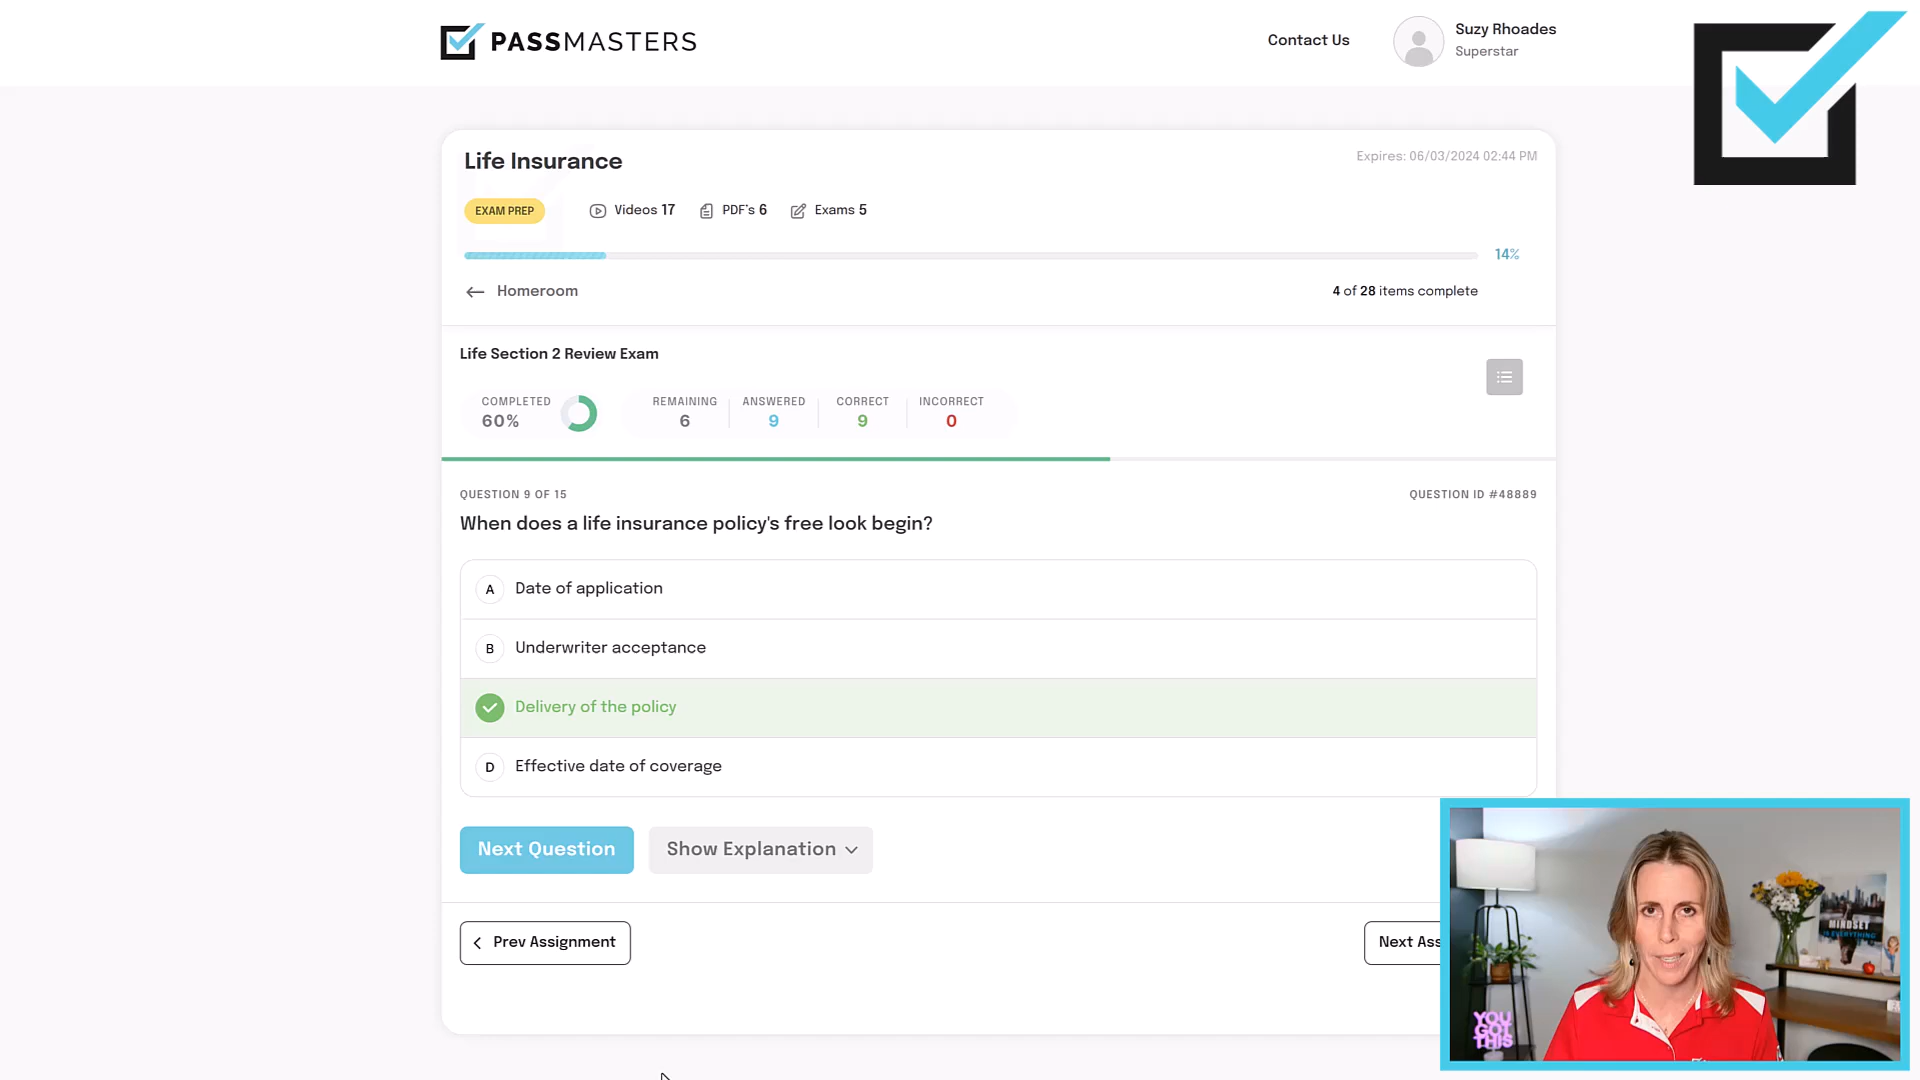 PASSMASTERS
Contact Us
Suzy Rhoades
Superstar
Life Insurance
Expires: 06/03/2024 02:44 PM
EXAM PREP
Videos 17
PDF's 6
Exams 5
14%
Homeroom
4 of 28 items complete
Life Section 2 Review Exam
COMPLETED
60%
REMAINING
6
ANSWERED
9
CORRECT
9
INCORRECT
0
QUESTION 9 OF 15
QUESTION ID #48889
When does a life insurance policy's free look begin?
A Date of application
B Underwriter acceptance
Delivery of the policy
D Effective date of coverage
Next Question
Show Explanation
Prev Assignment
Next Ass
MINDSET
IS EVERYTHING
YOU
GOT
THIS